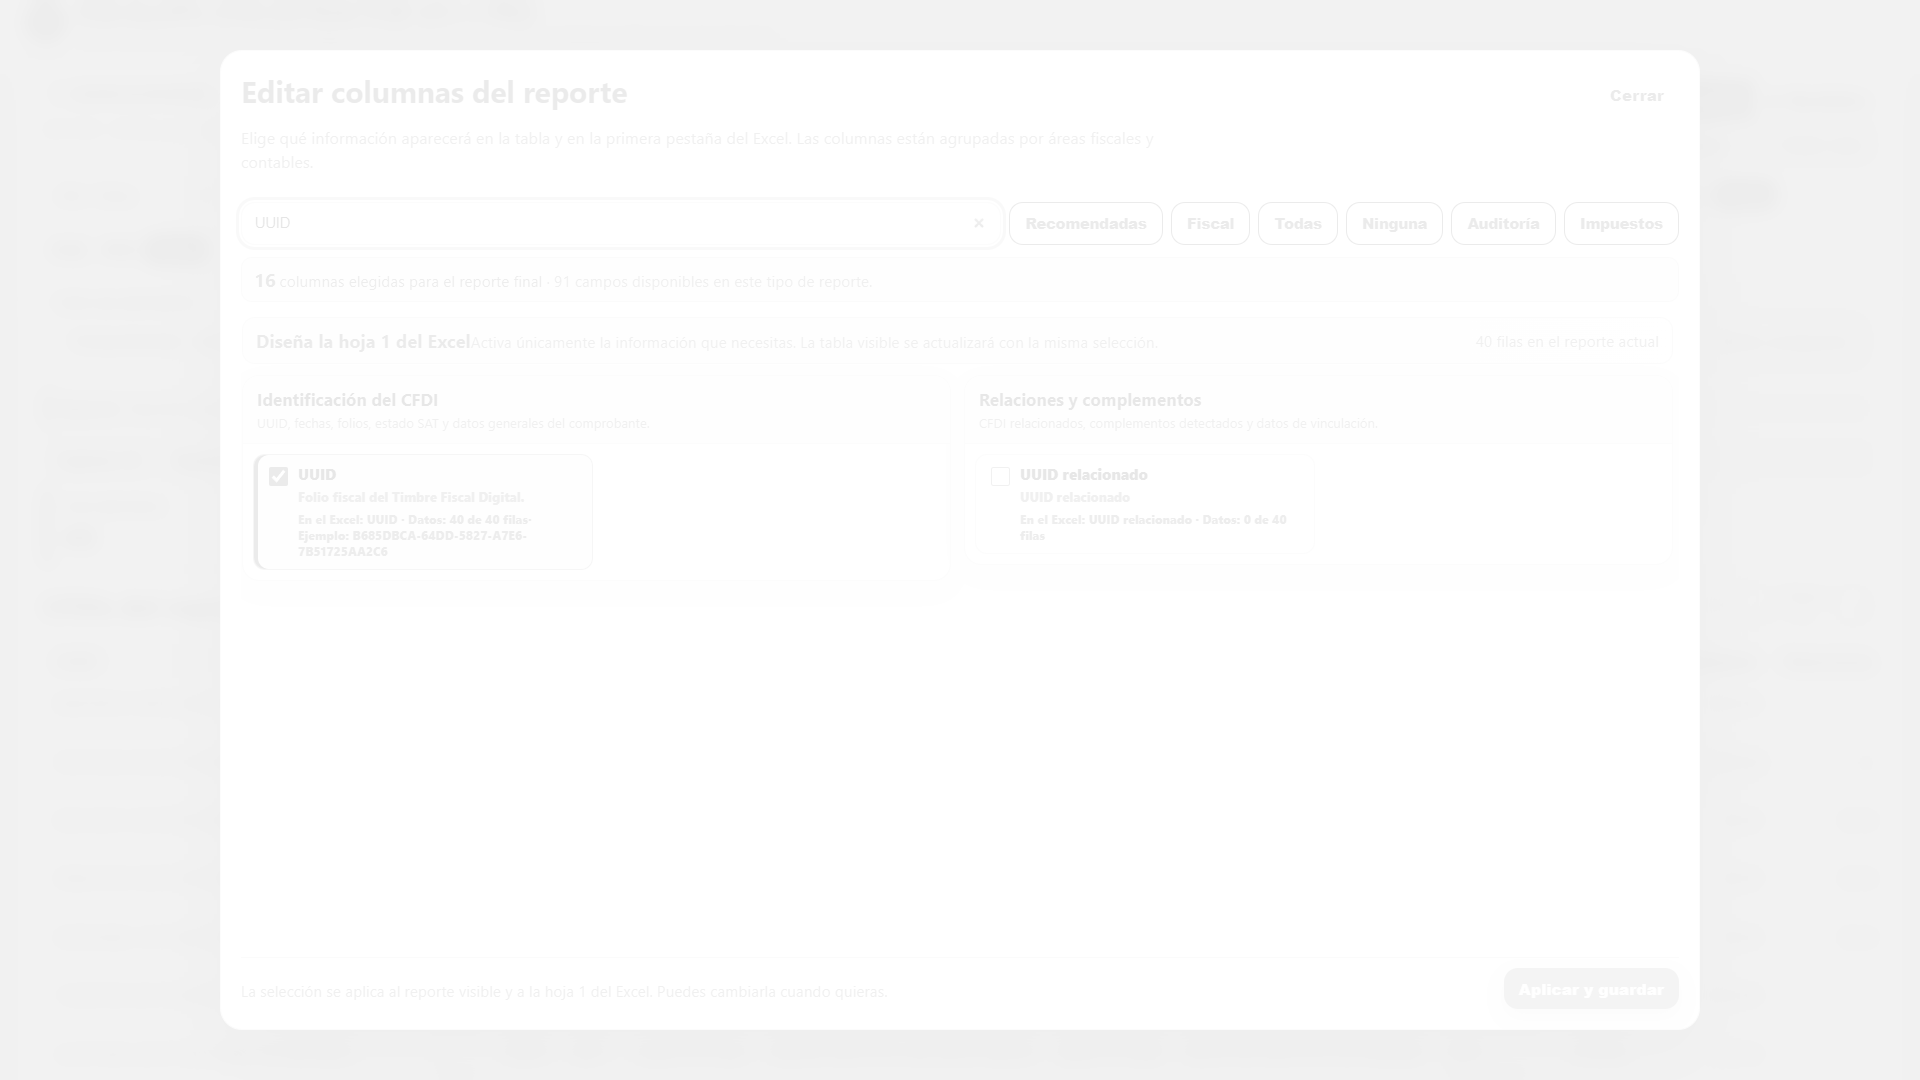 Editar columnas del reporte
Cerrar
Elige qué información aparecerá en la tabla y en la primera pestaña del Excel. Las columnas están agrupadas por áreas fiscales y
contables.
UUID
×
Recomendadas
Fiscal
Todas
Ninguna
Auditoría
Impuestos
16 columnas elegidas para el reporte final · 91 campos disponibles en este tipo de reporte.
Diseña la hoja 1 del ExcelActiva únicamente la información que necesitas. La tabla visible se actualizará con la misma selección.
40 filas en el reporte actual
Identificación del CFDI
UUID, fechas, folios, estado SAT y datos generales del comprobante.
UUID
Folio fiscal del Timbre Fiscal Digital.
En el Excel: UUID · Datos: 40 de 40 filas·
Ejemplo: B685DBCA-64DD-5827-A7E6-
7B51725AA2C6
Relaciones y complementos
CFDI relacionados, complementos detectados y datos de vinculación.
UUID relacionado
UUID relacionado
En el Excel: UUID relacionado · Datos: 0 de 40
filas
La selección se aplica al reporte visible y a la hoja 1 del Excel. Puedes cambiarla cuando quieras.
Aplicar y guardar